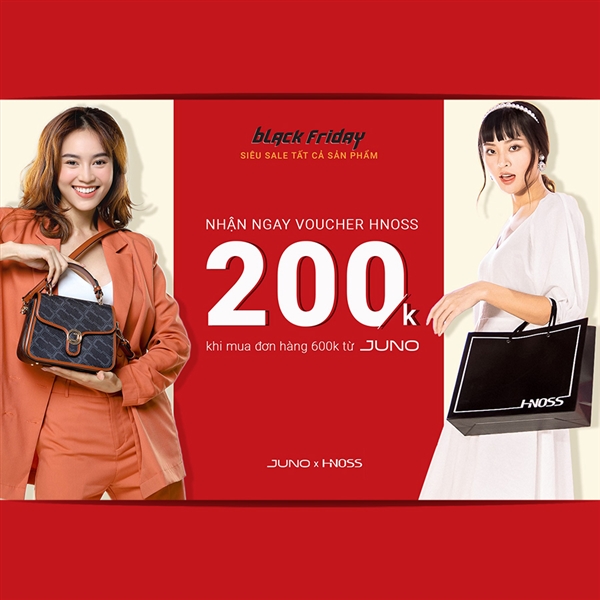 black friday
SIÊU SALE TẤT CẢ SẢN PHẨM
NHẬN NGAY VOUCHER HNOSS
200/k
khi mua đơn hàng 600k từ JUNO
HNOSS
JUNO x HNOSS